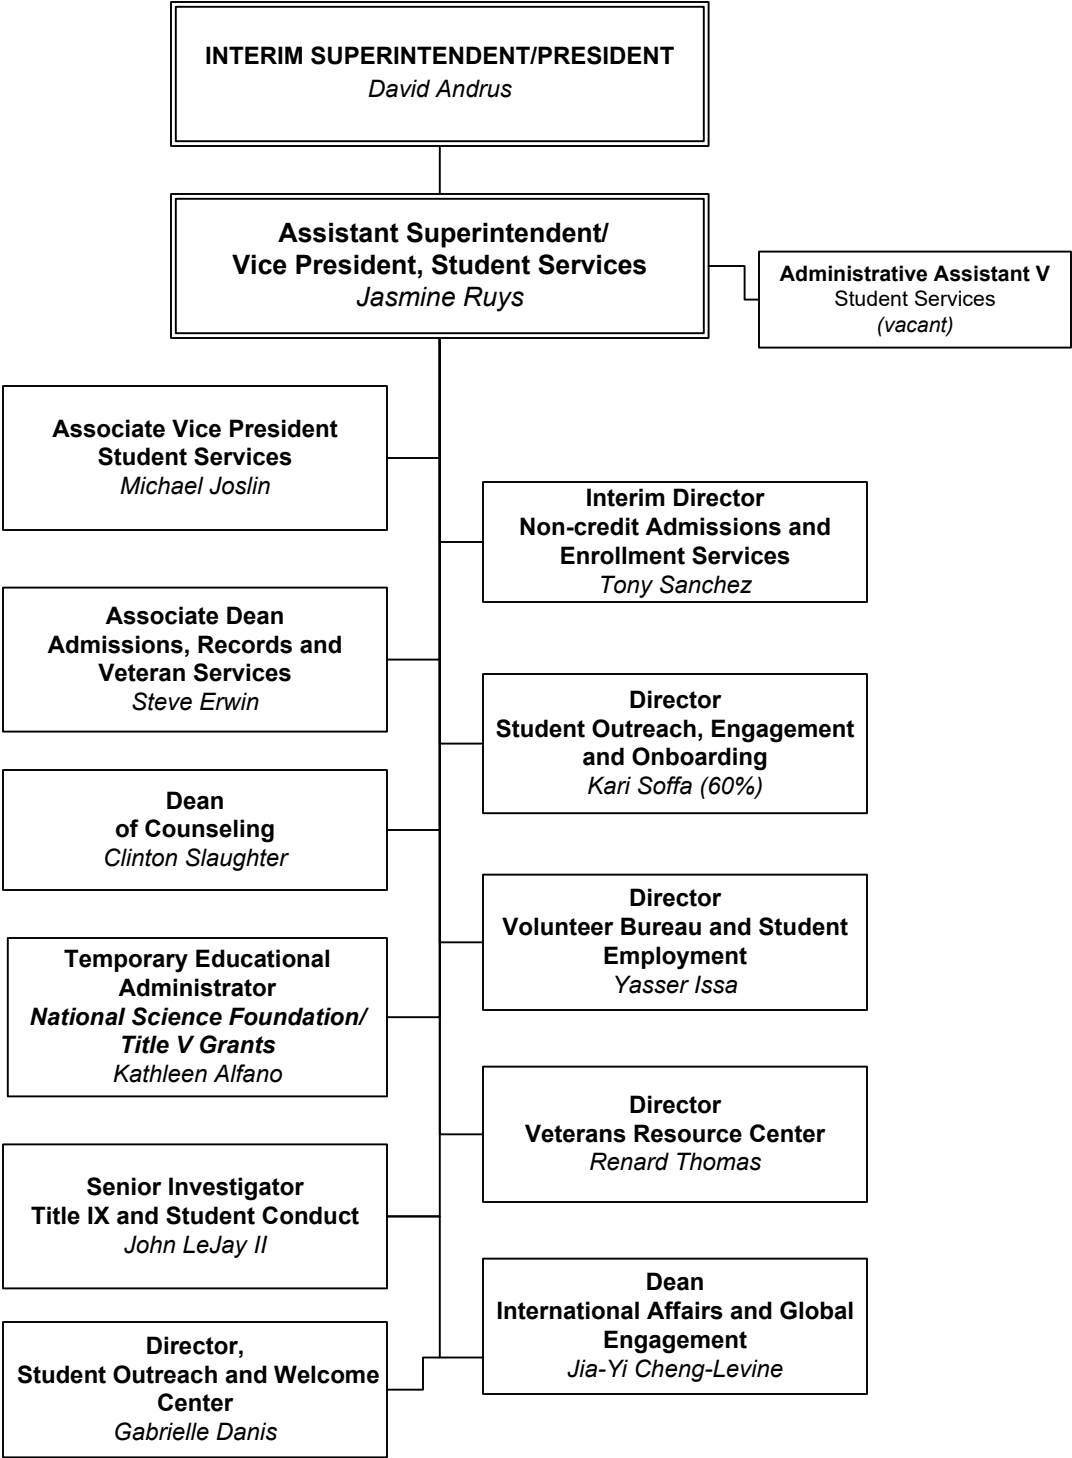 INTERIM SUPERINTENDENT/PRESIDENT
David Andrus
Assistant Superintendent/
Vice President, Student Services
Jasmine Ruys
Administrative Assistant V
Student Services
(vacant)
Associate Vice President
Student Services
Michael Joslin
Interim Director
Non-credit Admissions and
Enrollment Services
Tony Sanchez
Associate Dean
Admissions, Records and
Veteran Services
Steve Erwin
Director
Student Outreach, Engagement
and Onboarding
Kari Soffa (60%)
Dean
of Counseling
Clinton Slaughter
Director
Volunteer Bureau and Student
Employment
Yasser Issa
Temporary Educational
Administrator
National Science Foundation/
Title V Grants
Kathleen Alfano
Director
Veterans Resource Center
Renard Thomas
Senior Investigator
Title IX and Student Conduct
John LeJay II
Dean
International Affairs and Global
Engagement
Jia-Yi Cheng-Levine
Director,
Student Outreach and Welcome
Center
Gabrielle Danis